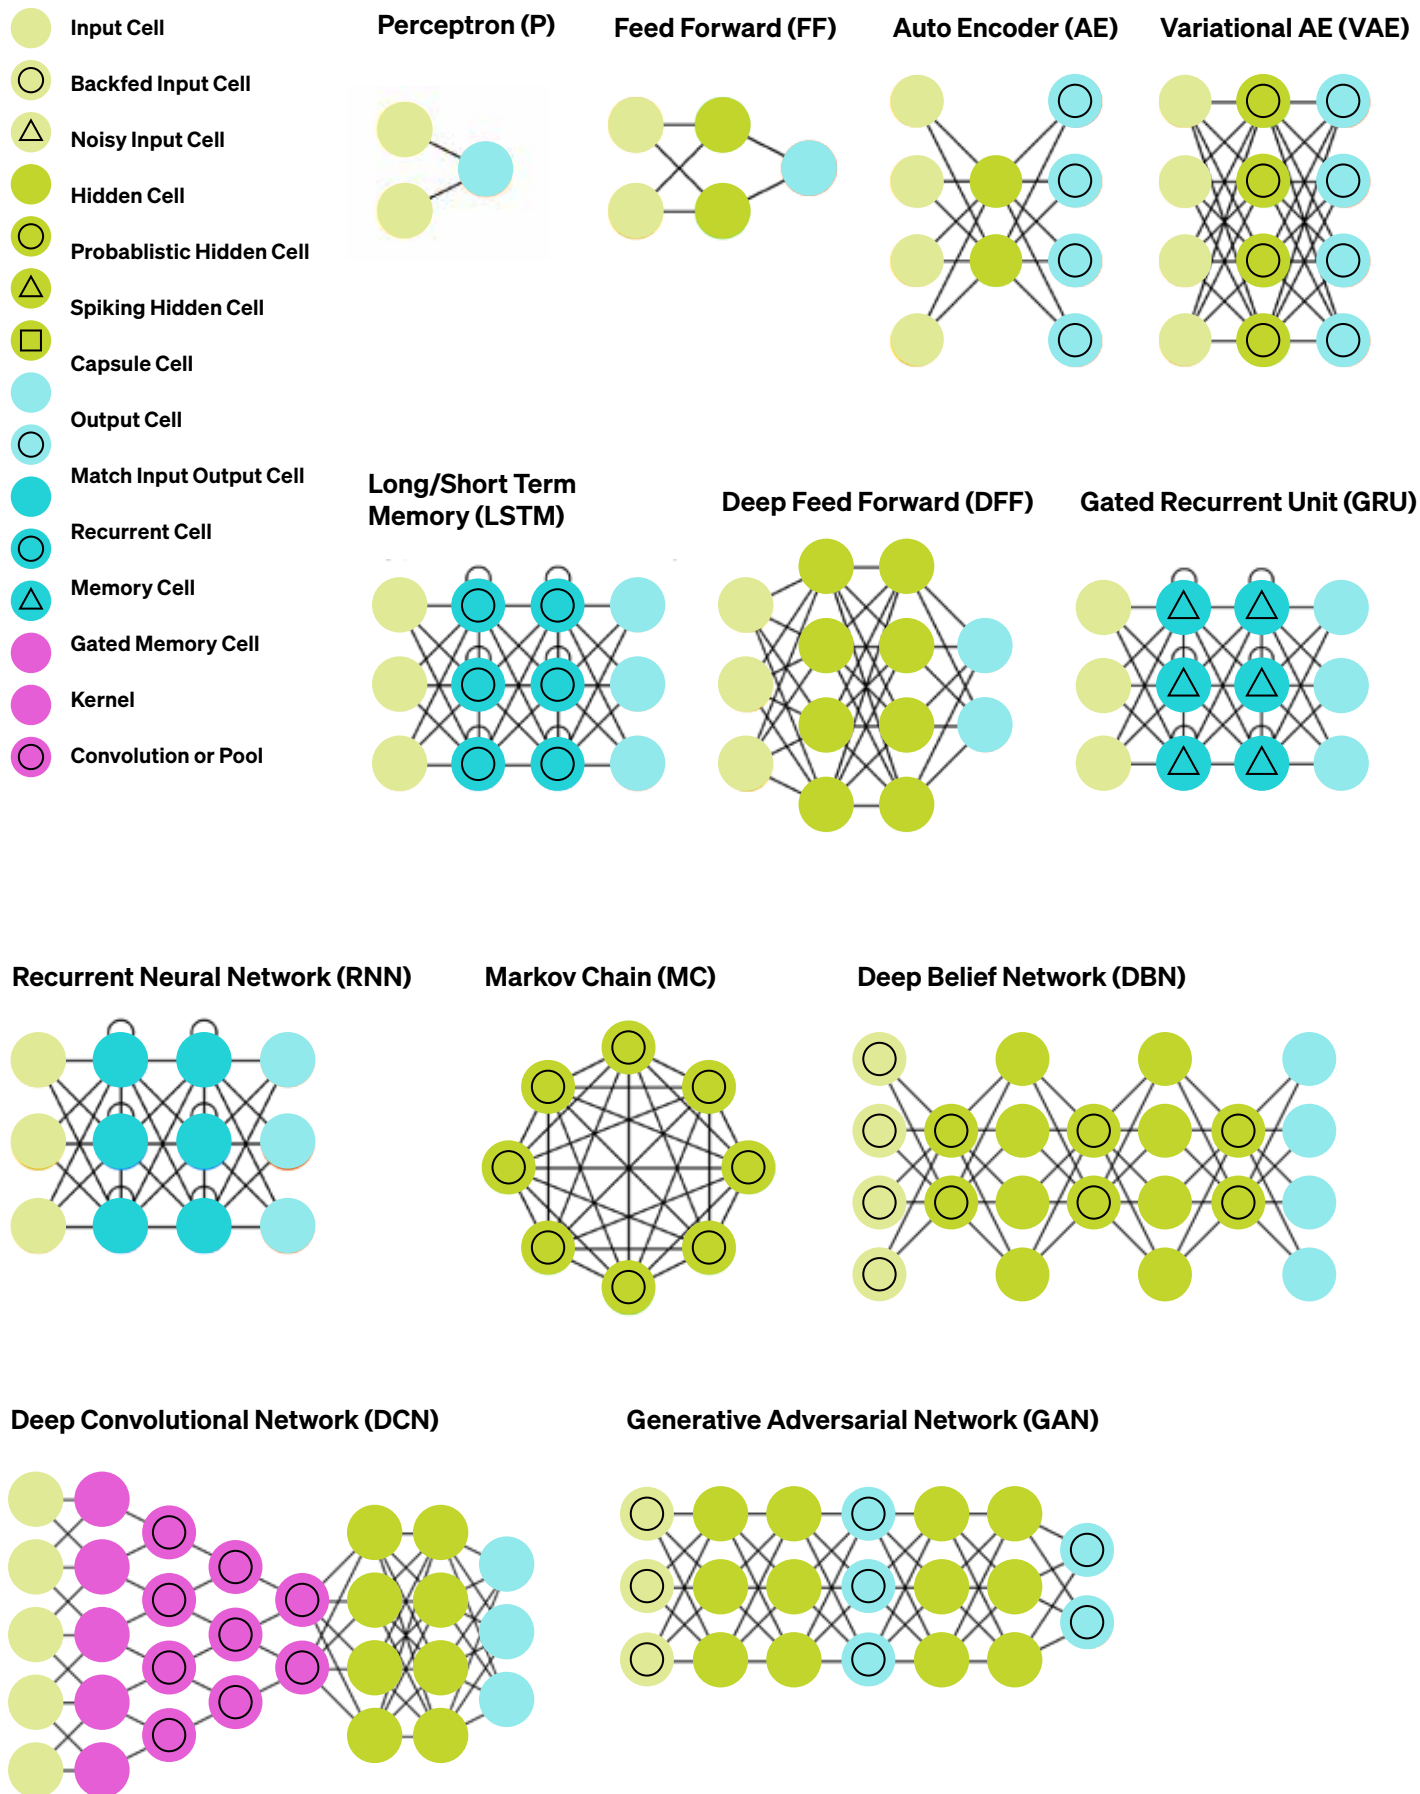 Input Cell
Backfed Input Cell
Noisy Input Cell
Hidden Cell
Probablistic Hidden Cell
Spiking Hidden Cell
Capsule Cell
Output Cell
Match Input Output Cell
Recurrent Cell
Memory Cell
Gated Memory Cell
Kernel
Convolution or Pool
Perceptron (P)
Feed Forward (FF)
Auto Encoder (AE)
Variational AE (VAE)
Long/Short Term
Memory (LSTM)
Deep Feed Forward (DFF)
Gated Recurrent Unit (GRU)
Recurrent Neural Network (RNN)
Markov Chain (MC)
Deep Belief Network (DBN)
Deep Convolutional Network (DCN)
Generative Adversarial Network (GAN)